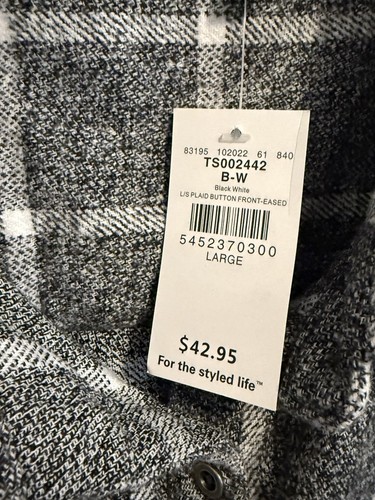 83195 102022 61 840
TS002442
B-W
Black White
L/S PLAID BUTTON FRONT-EASED
5452370300
LARGE
$42.95
For the styled life™